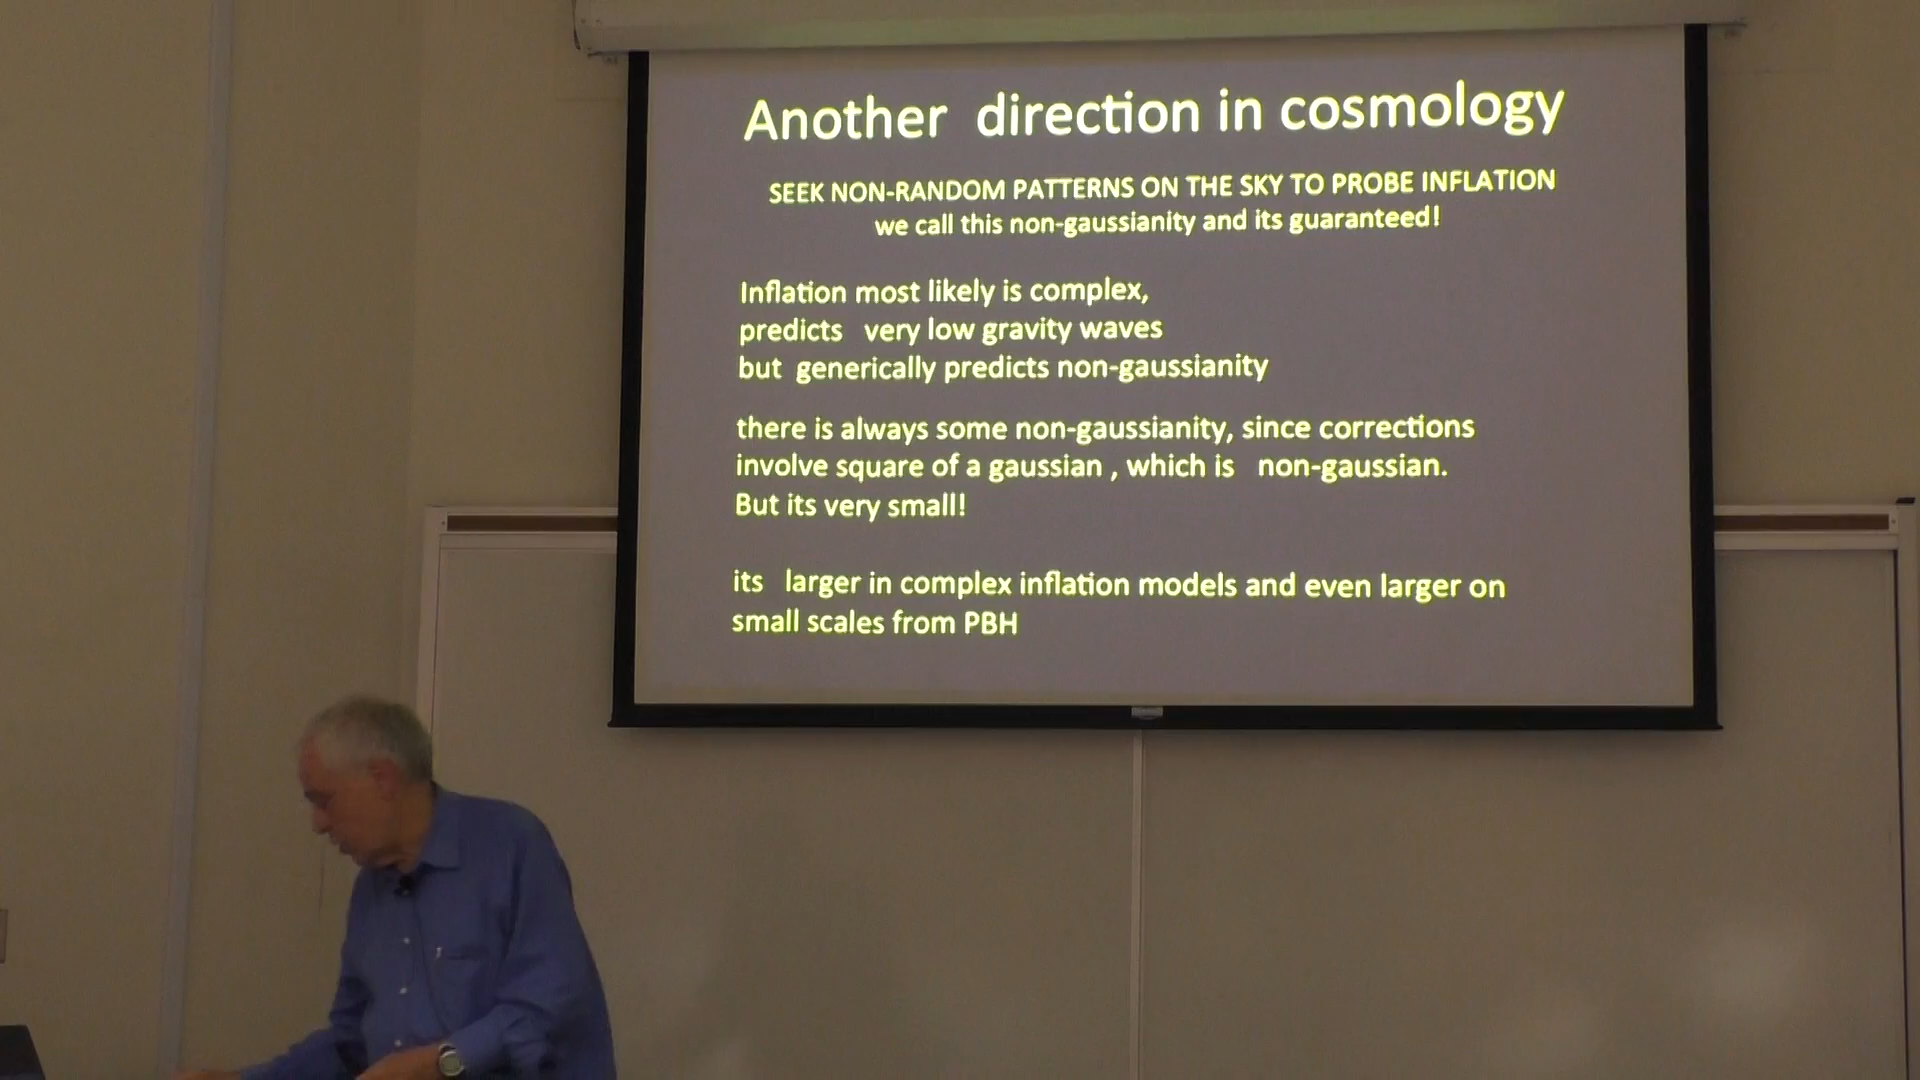 Another direction in cosmology
SEEK NON-RANDOM PATTERNS ON THE SKY TO PROBE INFLATION
we call this non-gaussianity and its guaranteed!
Inflation most likely is complex,
predicts very low gravity waves
but generically predicts non-gaussianity
there is always some non-gaussianity, since corrections
involve square of a gaussian , which is non-gaussian.
But its very small!
its larger in complex inflation models and even larger on
small scales from PBH